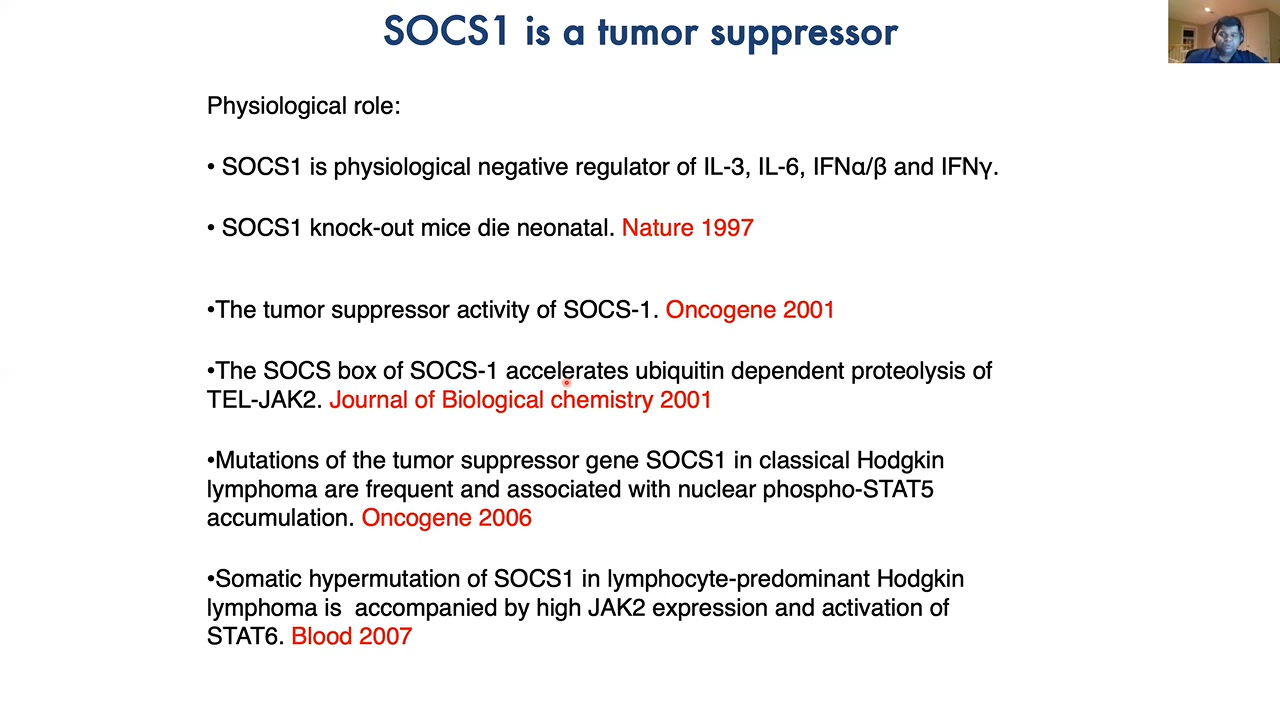 SOCS1 is a tumor suppressor
Physiological role:
• SOCS1 is physiological negative regulator of IL-3, IL-6, IFNα/β and IFNγ.
• SOCS1 knock-out mice die neonatal. Nature 1997
•The tumor suppressor activity of SOCS-1. Oncogene 2001
•The SOCS box of SOCS-1 accelerates ubiquitin dependent proteolysis of
TEL-JAK2. Journal of Biological chemistry 2001
•Mutations of the tumor suppressor gene SOCS1 in classical Hodgkin
lymphoma are frequent and associated with nuclear phospho-STAT5
accumulation. Oncogene 2006
•Somatic hypermutation of SOCS1 in lymphocyte-predominant Hodgkin
lymphoma is  accompanied by high JAK2 expression and activation of
STAT6. Blood 2007